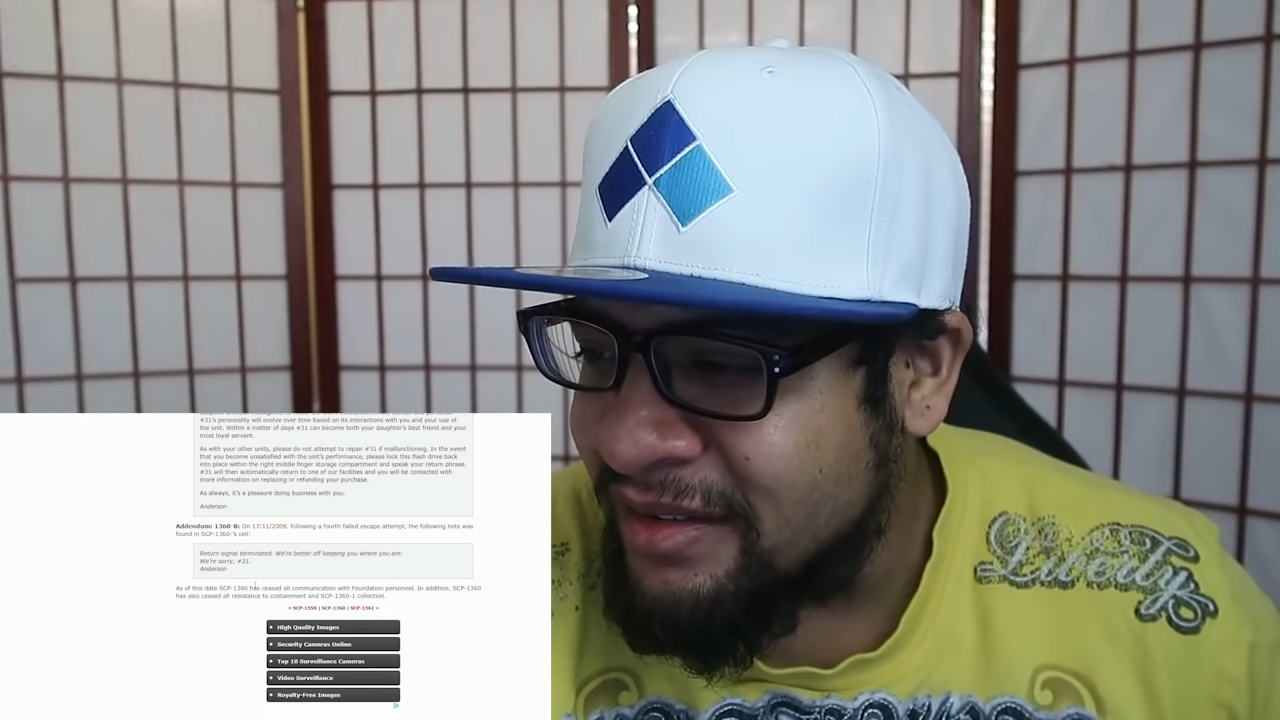 #31's personality will evolve over time based on its interactions with you and your use of
the unit. Within a matter of days #31 can become both your daughter's best friend and your
most loyal servant.
As with your other units, please do not attempt to repair #31 if malfunctioning. In the event
that you become unsatisfied with the unit's performance, please lock this flash drive back
into place within the right middle finger storage compartment and speak your return phrase.
#31 will then automatically return to one of our facilities and you will be contacted with
more information on replacing or refunding your purchase.
As always, it's a pleasure doing business with you.
Anderson
Addendum: 1360-B: On 17/11/2009, following a fourth failed escape attempt, the following note was
found in SCP-1360-'s cell:
Return signal terminated. We're better off keeping you where you are.
We're sorry, #31.
Anderson
As of this date SCP-1360 has ceased all communication with Foundation personnel. In addition, SCP-1360
has also ceased all resistance to containment and SCP-1360-1 collection.
« SCP-1359 | SCP-1360 | SCP-1361 »
High Quality Images
Security Cameras Online
Top 10 Surveillance Cameras
Video Surveillance
Royalty-Free Images
Liberty